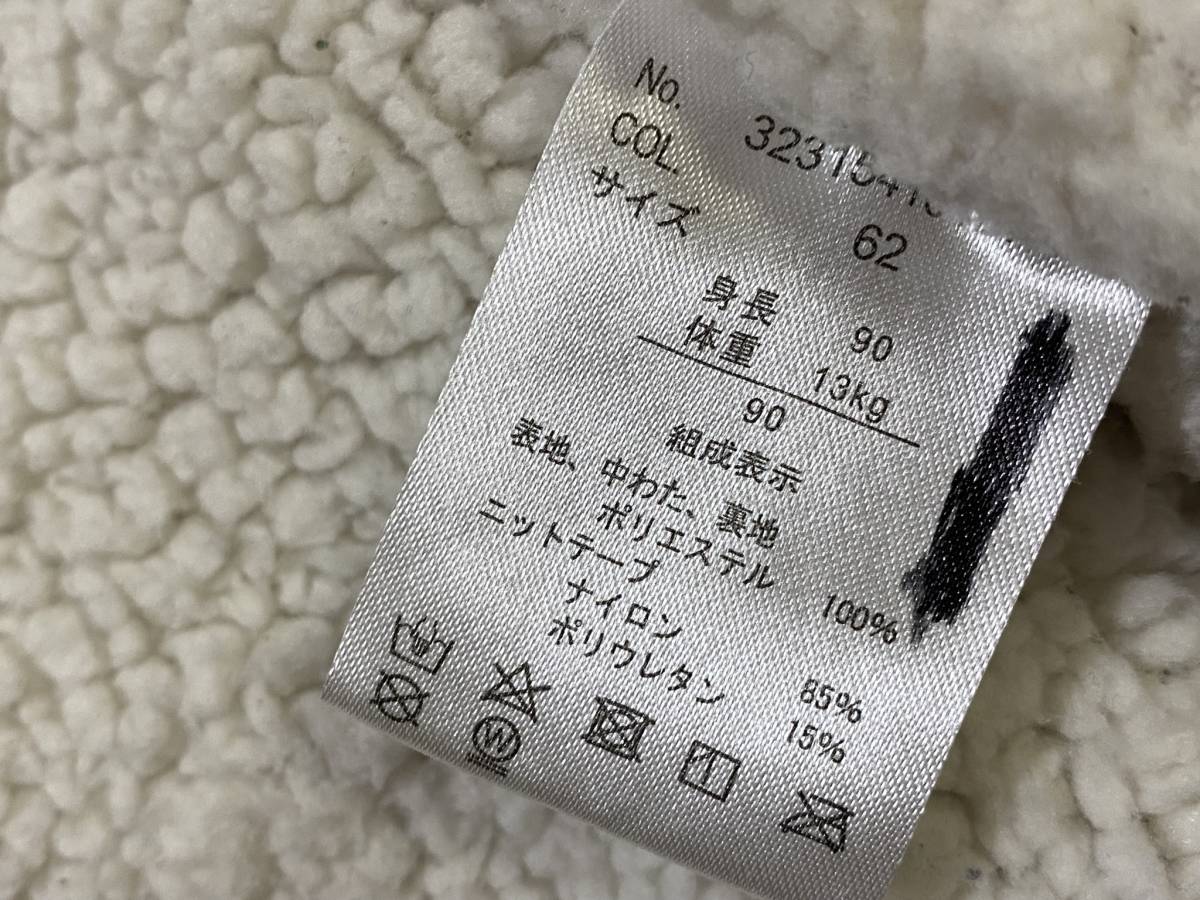 No. 32315410
COL. 62
サイズ
身長 90
体重 13kg
90
組成表示
表地、中わた、裏地
ポリエステル 100%
ニットテープ
ナイロン 85%
ポリウレタン 15%
W